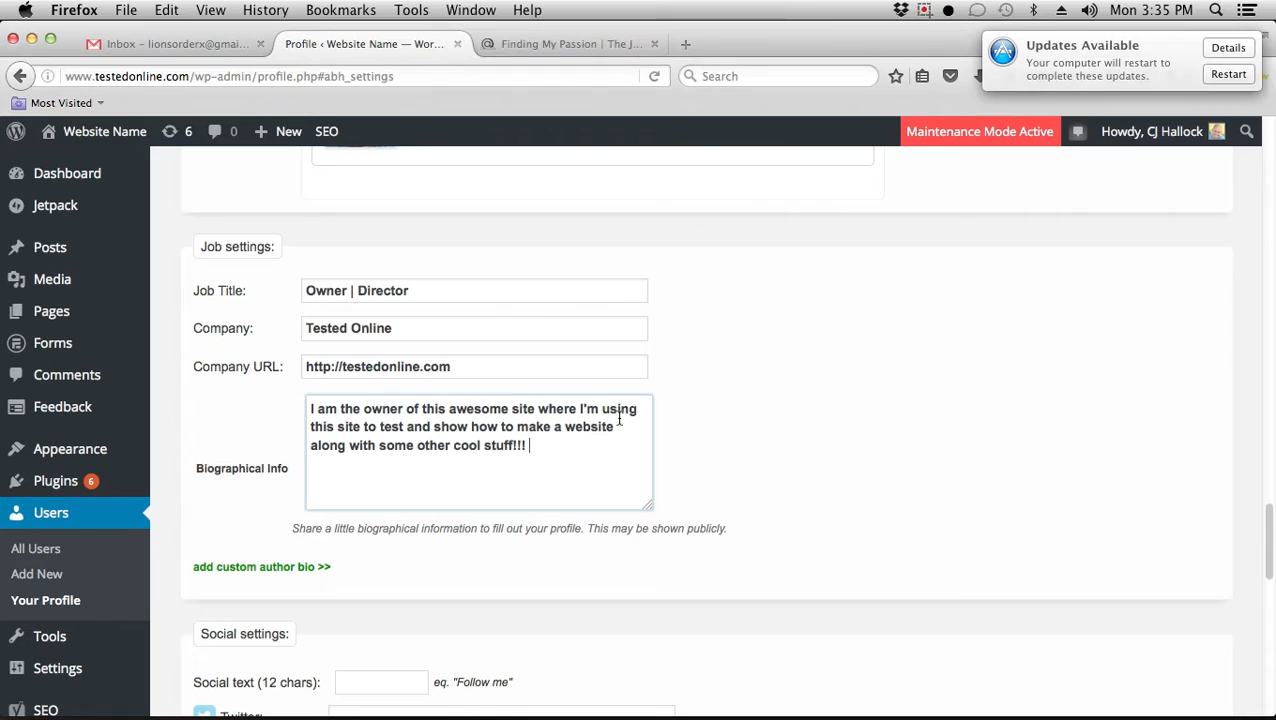 Firefox File Edit View History Bookmarks Tools Window Help Mon 3:35 PM
Inbox – lionsorderx@gmai... × Profile ‹ Website Name — Wor... × Finding My Passion | The J... × +
Updates Available
Your computer will restart to complete these updates.
Details
Restart
www.testedonline.com/wp-admin/profile.php#abh_settings
Search
Most Visited
Website Name 6 0 + New SEO Maintenance Mode Active Howdy, CJ Hallock
Dashboard
Jetpack
Posts
Media
Pages
Forms
Comments
Feedback
Appearance
Plugins 6
Users
All Users
Add New
Your Profile
Tools
Settings
SEO
Job settings:
Job Title: Owner | Director
Company: Tested Online
Company URL: http://testedonline.com
Biographical Info
I am the owner of this awesome site where I'm using
this site to test and show how to make a website
along with some other cool stuff!!!
Share a little biographical information to fill out your profile. This may be shown publicly.
add custom author bio >>
Social settings:
Social text (12 chars): eq. "Follow me"
Twitter: